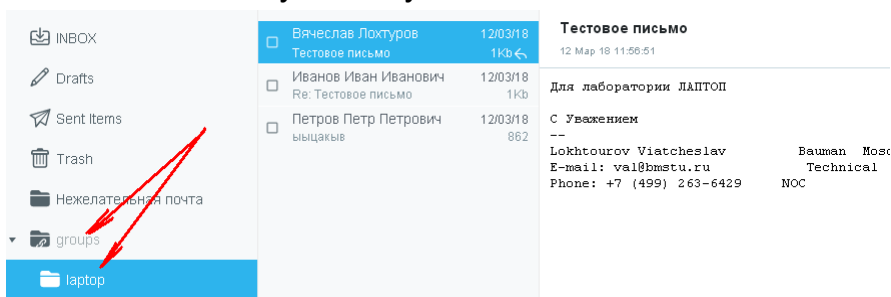 INBOX
Drafts
Sent Items
Trash
Нежелательная почта
groups
laptop
Вячеслав Лохтуров 12/03/18
Тестовое письмо 1Kb
Иванов Иван Иванович 12/03/18
Re: Тестовое письмо 1Kb
Петров Петр Петрович 12/03/18
ыыцакыв 862
Тестовое письмо
12 Мар 18 11:56:51
Для лаборатории ЛАПТОП
С Уважением
--
Lokhtourov Viatcheslav Bauman Mosc
E-mail: val@bmstu.ru Technical
Phone: +7 (499) 263-6429 NOC